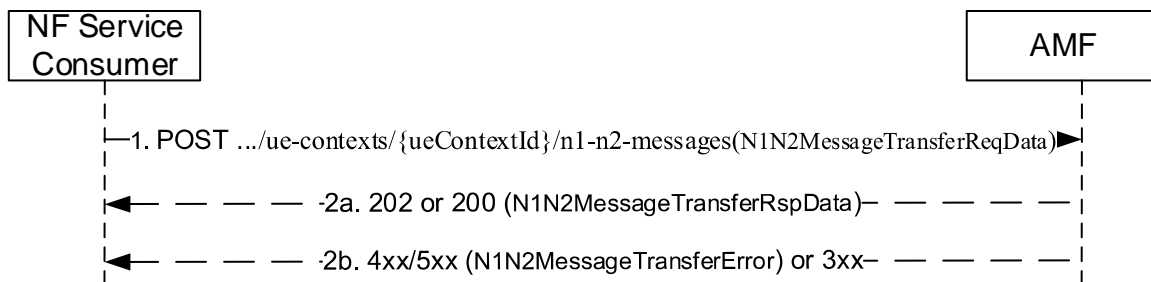 NF Service
Consumer
AMF
1. POST .../ue-contexts/{ueContextId}/n1-n2-messages(N1N2MessageTransferReqData)
2a. 202 or 200 (N1N2MessageTransferRspData)
2b. 4xx/5xx (N1N2MessageTransferError) or 3xx